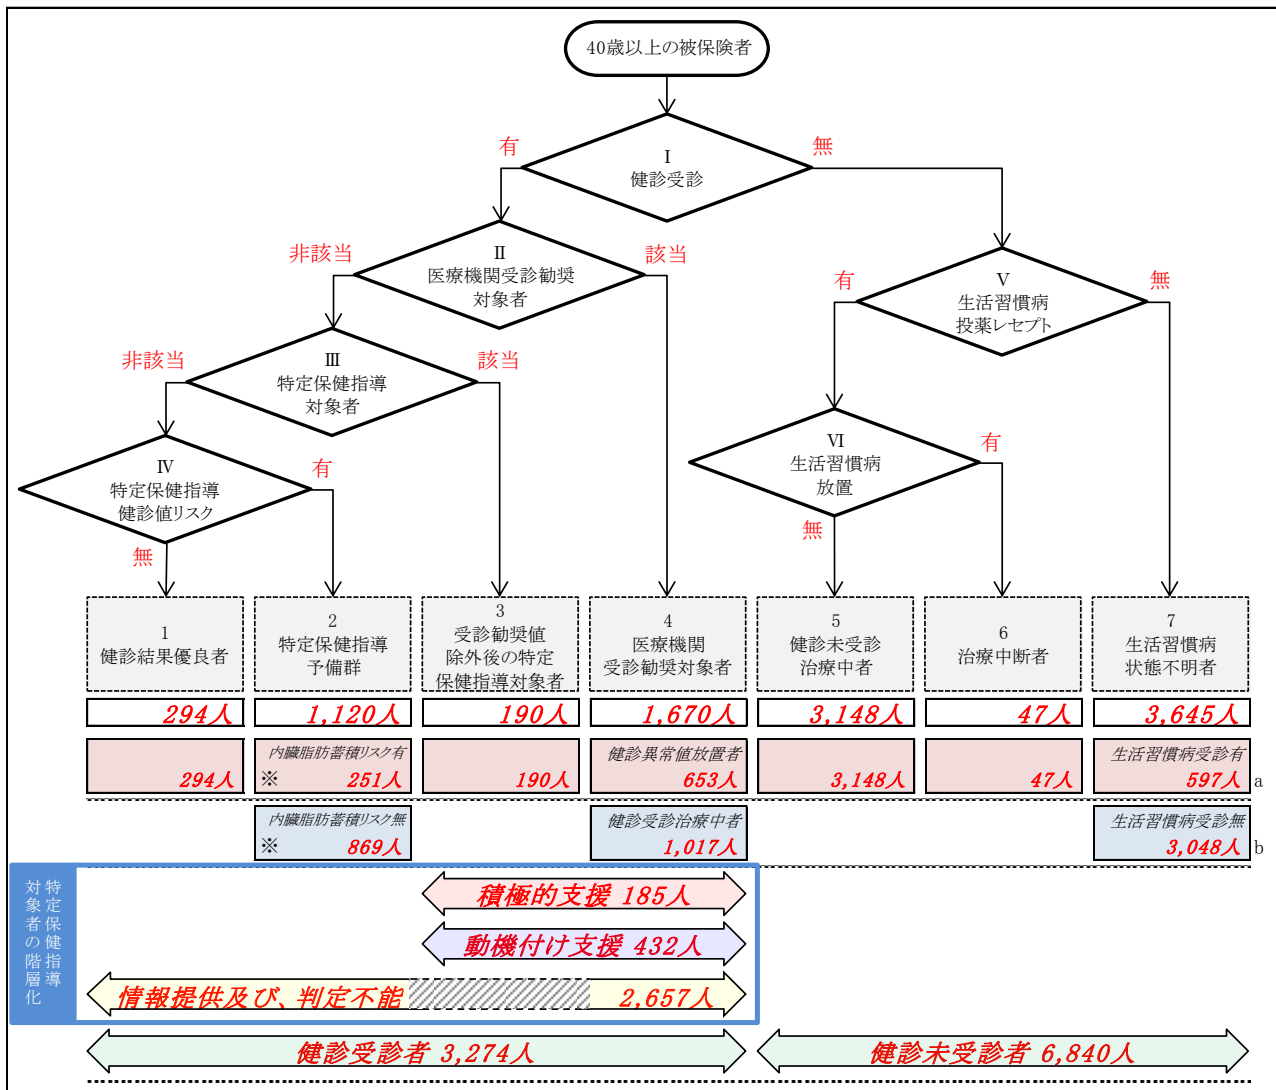 40歳以上の被保険者
Ⅰ
健診受診
有
無
Ⅱ
医療機関受診勧奨
対象者
非該当
該当
Ⅴ
生活習慣病
投薬レセプト
有
無
Ⅲ
特定保健指導
対象者
非該当
該当
Ⅳ
特定保健指導
健診値リスク
有
無
Ⅵ
生活習慣病
放置
有
無
1
健診結果優良者
2
特定保健指導
予備群
3
受診勧奨値
除外後の特定
保健指導対象者
4
医療機関
受診勧奨対象者
5
健診未受診
治療中者
6
治療中断者
7
生活習慣病
状態不明者
294人
1,120人
190人
1,670人
3,148人
47人
3,645人
294人
内臓脂肪蓄積リスク有
※ 251人
190人
健診異常値放置者
653人
3,148人
47人
生活習慣病受診有
597人
a
内臓脂肪蓄積リスク無
※ 869人
健診受診治療中者
1,017人
生活習慣病受診無
3,048人
b
特定保健指導
対象者の階層化
積極的支援 185人
動機付け支援 432人
情報提供及び、判定不能 2,657人
健診受診者 3,274人
健診未受診者 6,840人